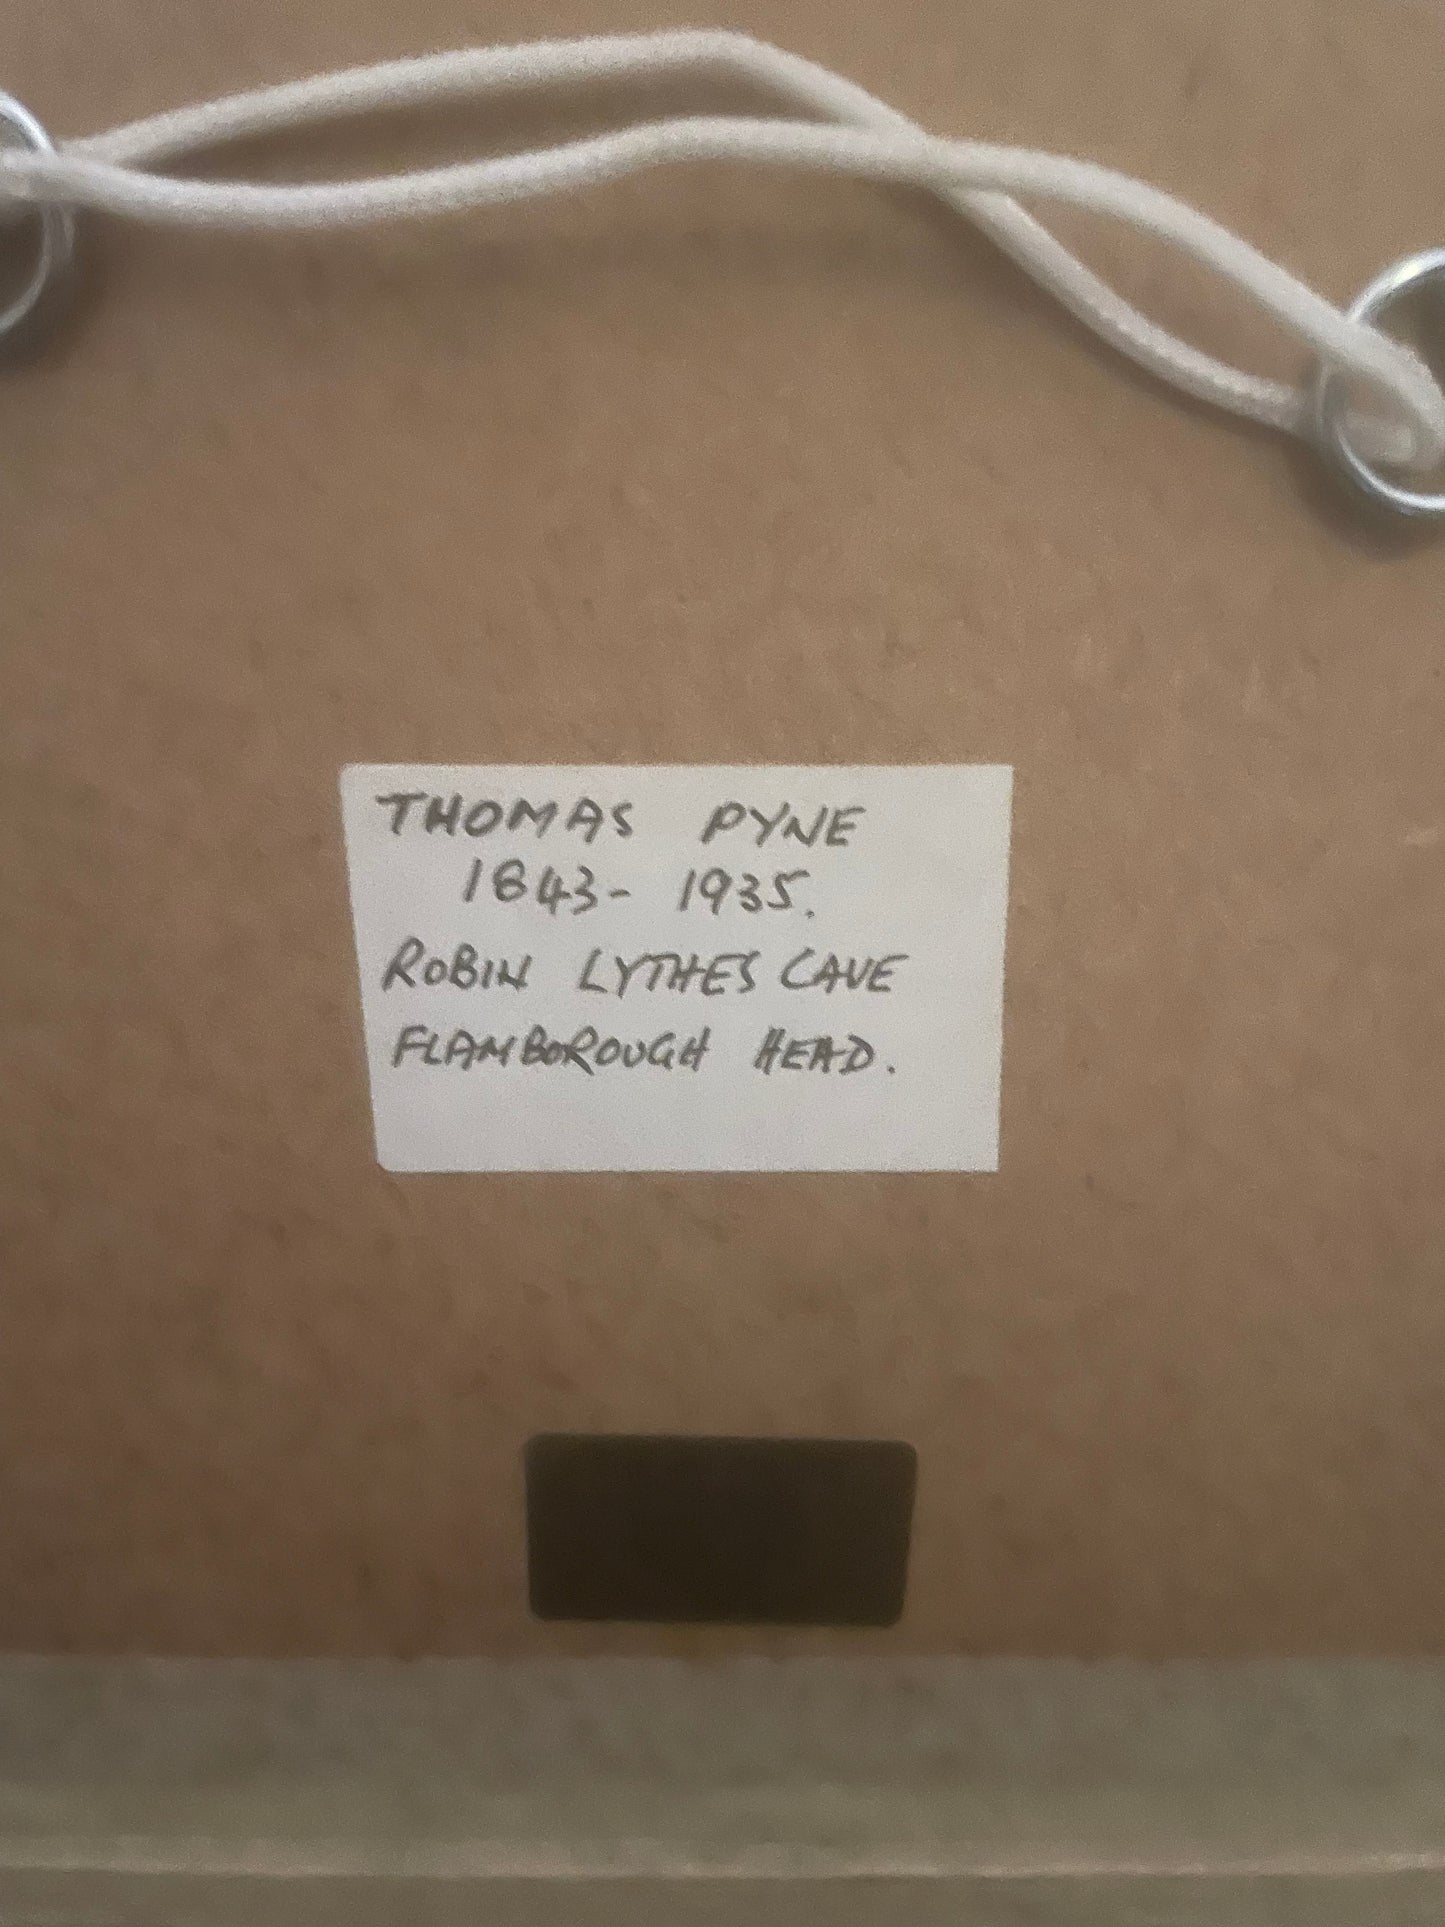 THOMAS PYNE
1843- 1935.
ROBIN LYTHES CAVE
FLAMBOROUGH HEAD.